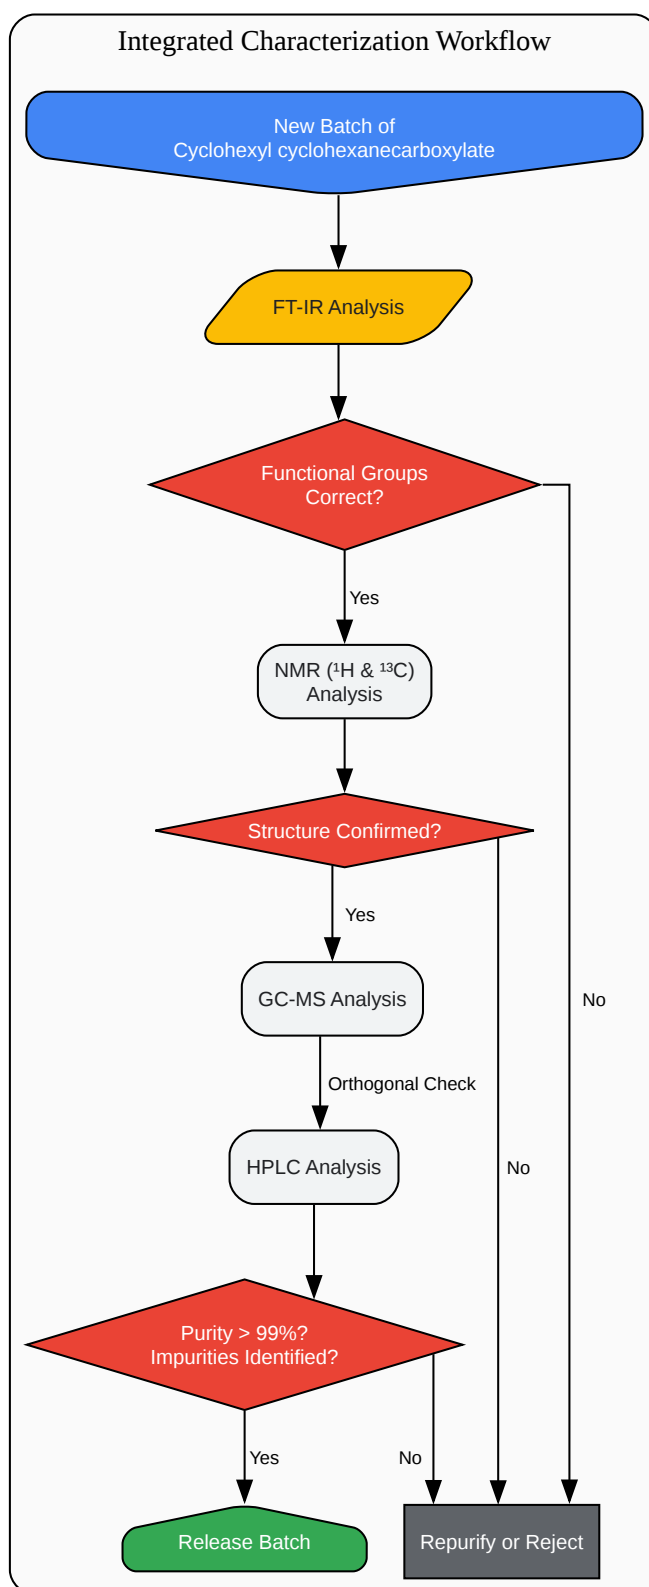 Integrated Characterization Workflow
New Batch of
Cyclohexyl cyclohexanecarboxylate
FT-IR Analysis
Functional Groups
Correct?
Yes
NMR (¹H & ¹³C)
Analysis
Structure Confirmed?
Yes
GC-MS Analysis
No
Orthogonal Check
HPLC Analysis
No
Purity > 99%?
Impurities Identified?
Yes
No
Release Batch
Repurify or Reject